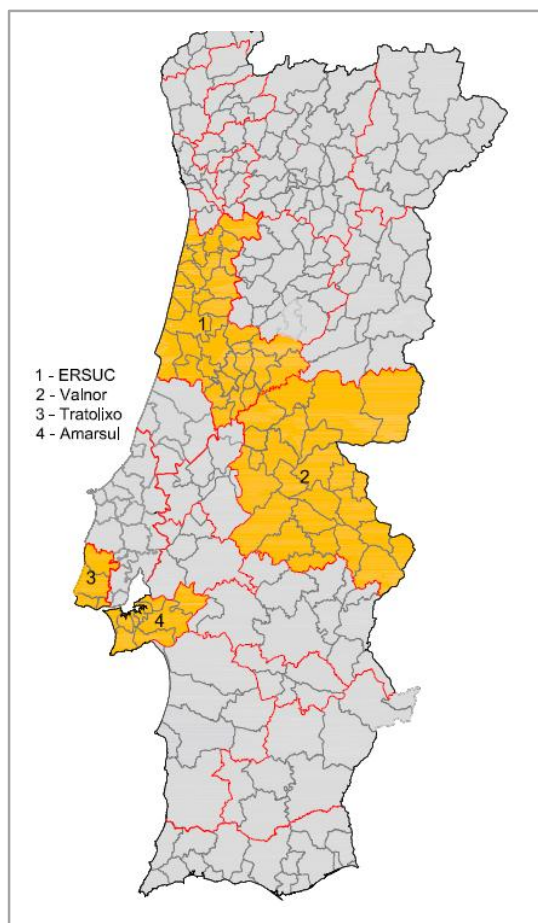 1
1 - ERSUC
2 - Valnor
3 - Tratolixo
4 - Amarsul
2
3
4